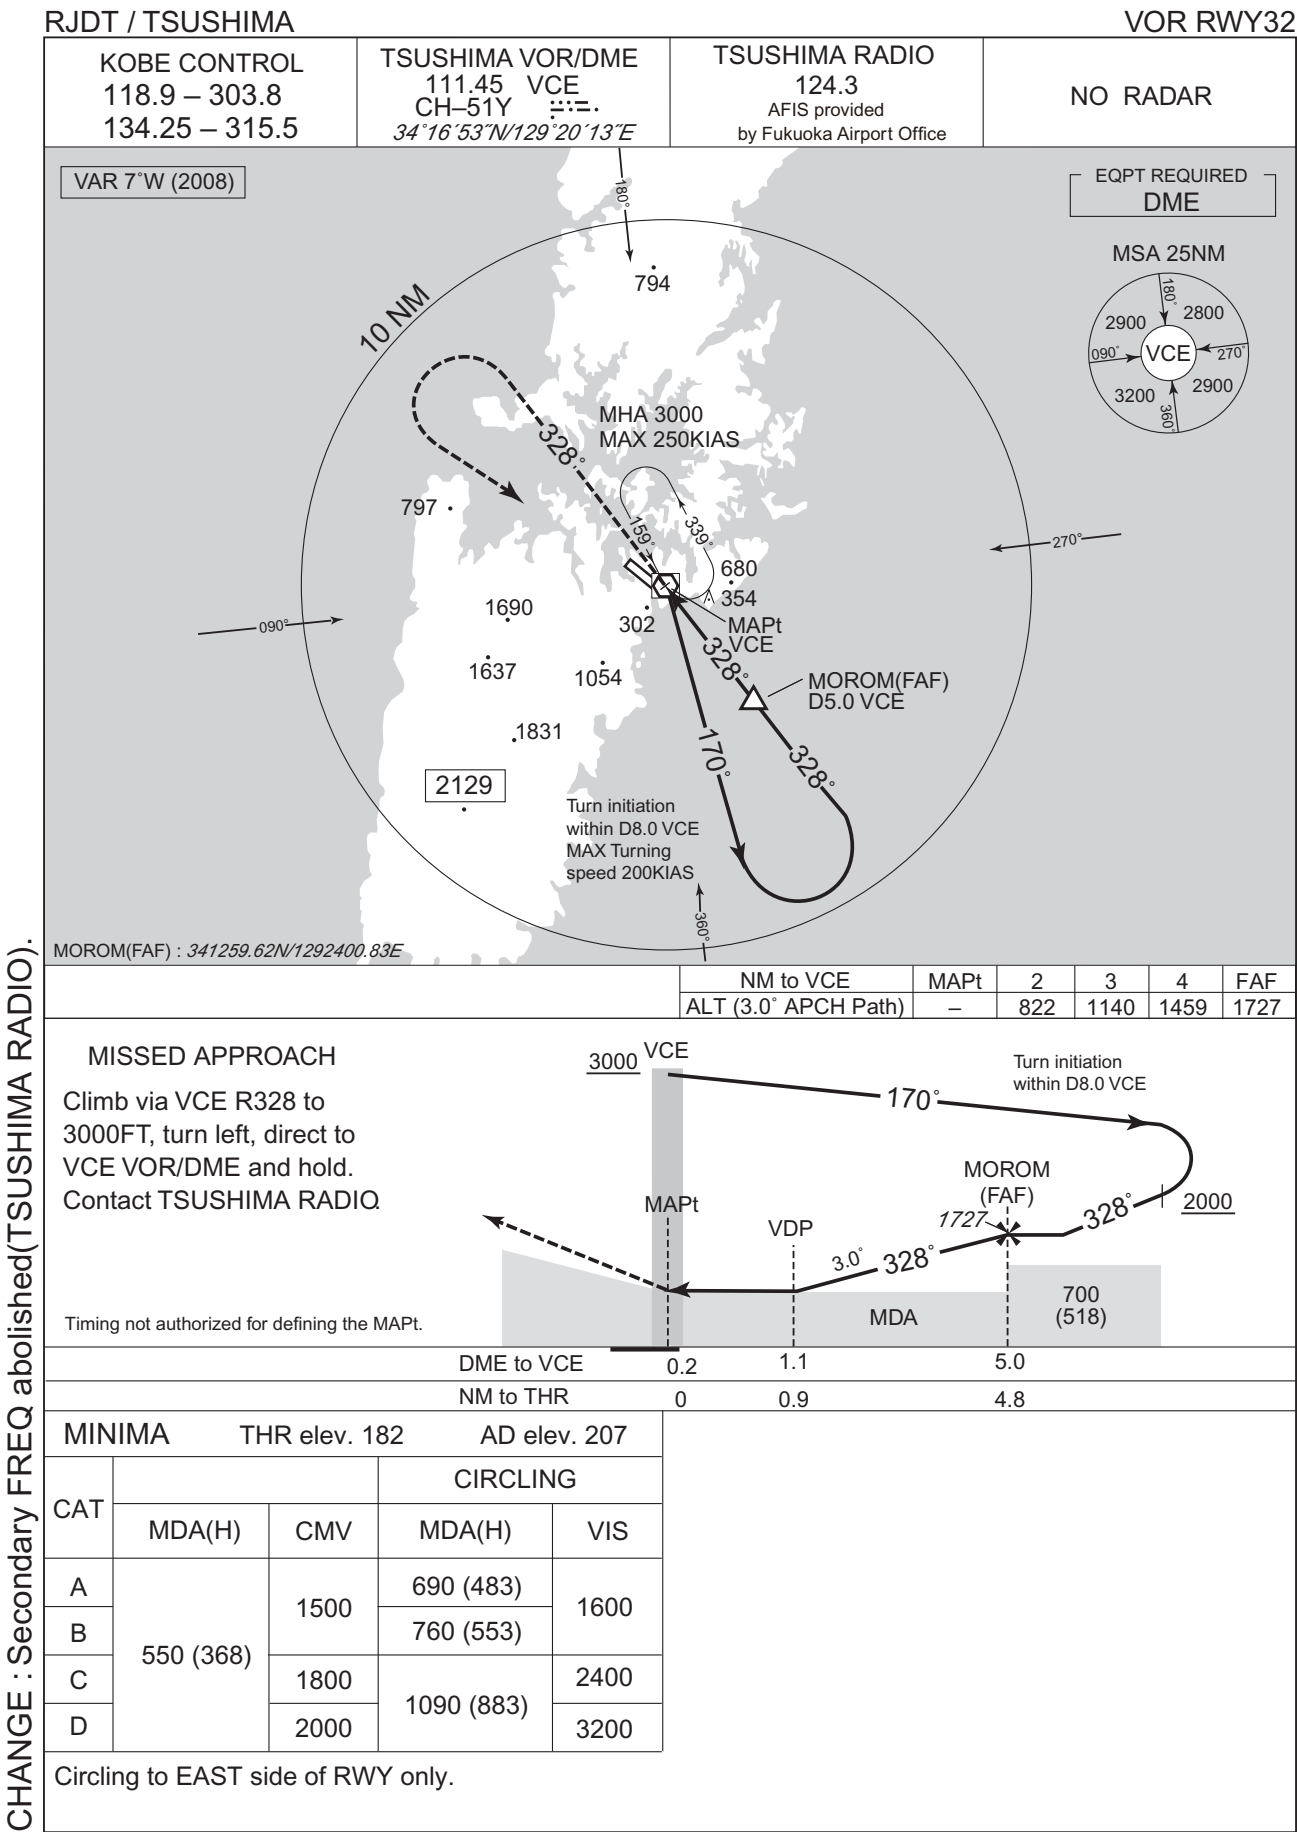 RJDT / TSUSHIMA
VOR RWY32
KOBE CONTROL
118.9 – 303.8
134.25 – 315.5
TSUSHIMA VOR/DME
111.45 VCE
CH–51Y
34°16´53˝N/129°20´13˝E
TSUSHIMA RADIO
124.3
AFIS provided
by Fukuoka Airport Office
NO RADAR
VAR 7°W (2008)
EQPT REQUIRED
DME
MSA 25NM
180°
2900
2800
090°
VCE
270°
3200
2900
360°
180°
794
10 NM
MHA 3000
MAX 250KIAS
328°
797
159°
339°
270°
680
354
090°
1690
302
MAPt
VCE
328°
1637
1054
MOROM(FAF)
D5.0 VCE
1831
170°
328°
2129
Turn initiation
within D8.0 VCE
MAX Turning
speed 200KIAS
360°
MOROM(FAF) : 341259.62N/1292400.83E
NM to VCE MAPt 2 3 4 FAF
ALT (3.0° APCH Path) – 822 1140 1459 1727
MISSED APPROACH
Climb via VCE R328 to
3000FT, turn left, direct to
VCE VOR/DME and hold.
Contact TSUSHIMA RADIO.
Timing not authorized for defining the MAPt.
3000
VCE
170°
Turn initiation
within D8.0 VCE
MOROM
(FAF)
2000
MAPt
VDP
1727
328°
3.0°
328°
MDA
700
(518)
DME to VCE 0.2 1.1 5.0
NM to THR 0 0.9 4.8
MINIMA THR elev. 182 AD elev. 207
CAT
CIRCLING
MDA(H) CMV MDA(H) VIS
A
B
C
D
550 (368)
1500
1800
2000
690 (483)
760 (553)
1090 (883)
1600
2400
3200
Circling to EAST side of RWY only.
CHANGE : Secondary FREQ abolished(TSUSHIMA RADIO).